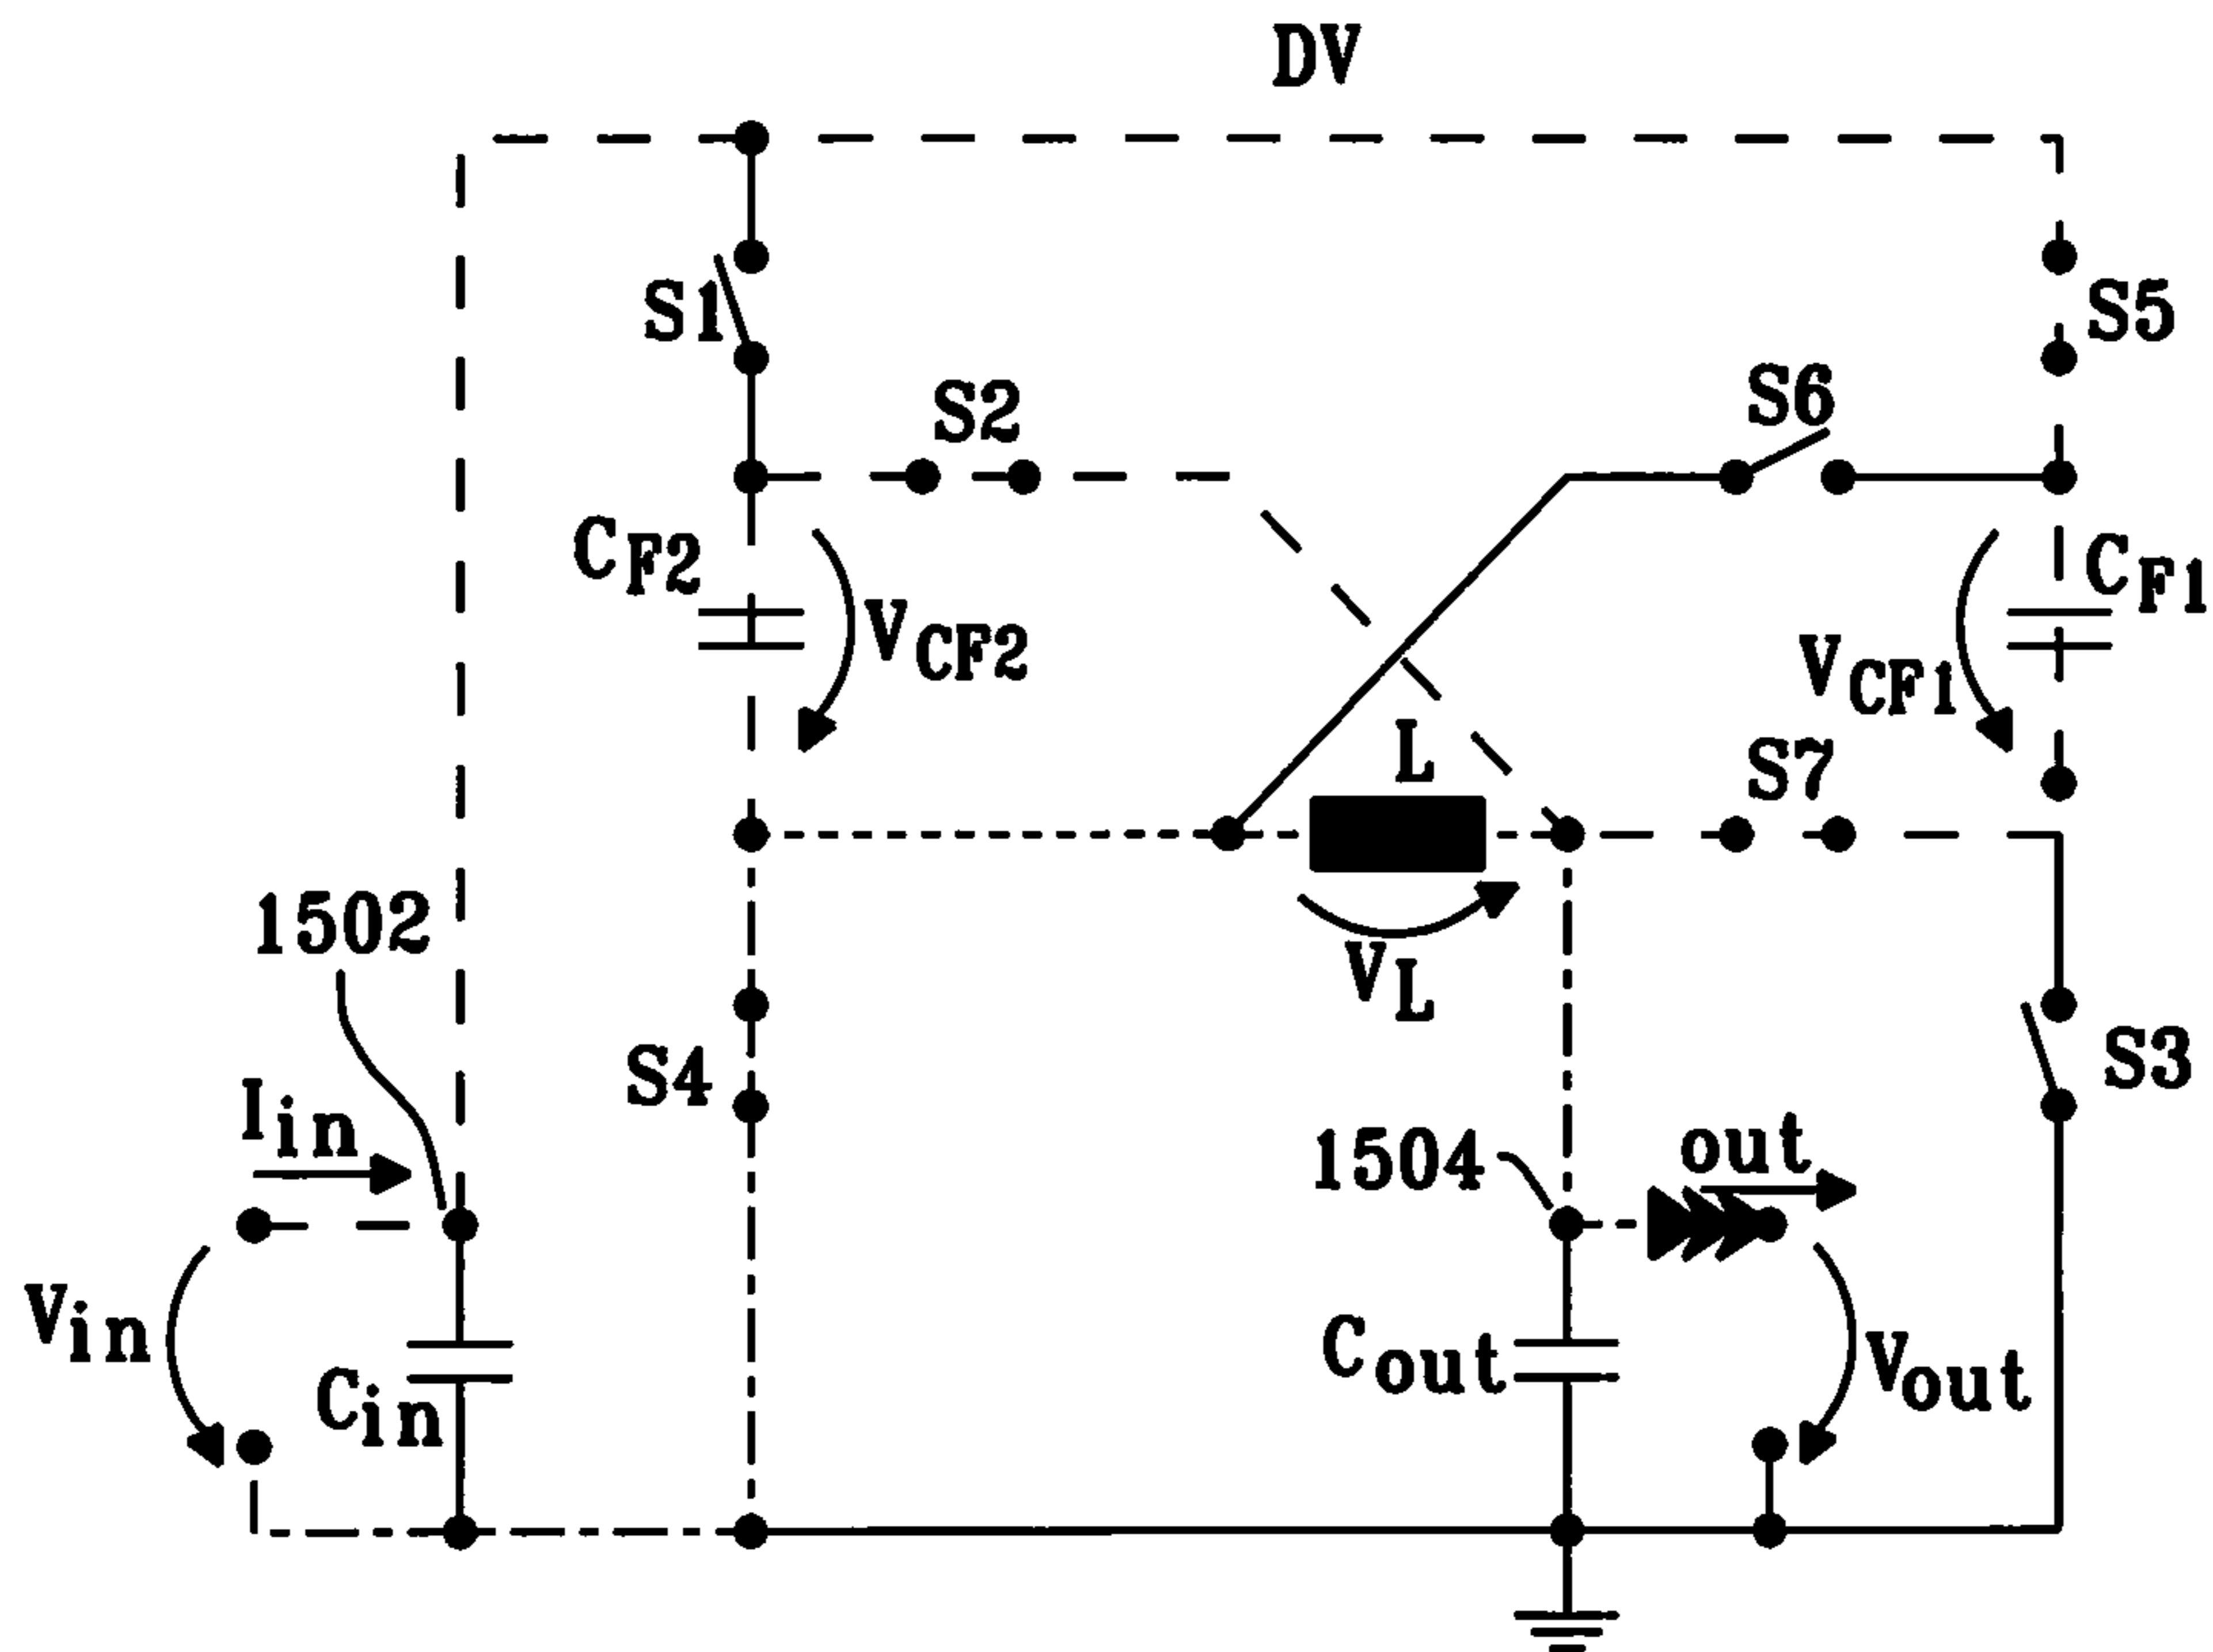 DV
S1
S2
S5
S6
CF2
VCF2
CF1
VCF1
L
S7
VL
1502
S4
S3
Iin
1504
out
Vin
Cin
Cout
Vout